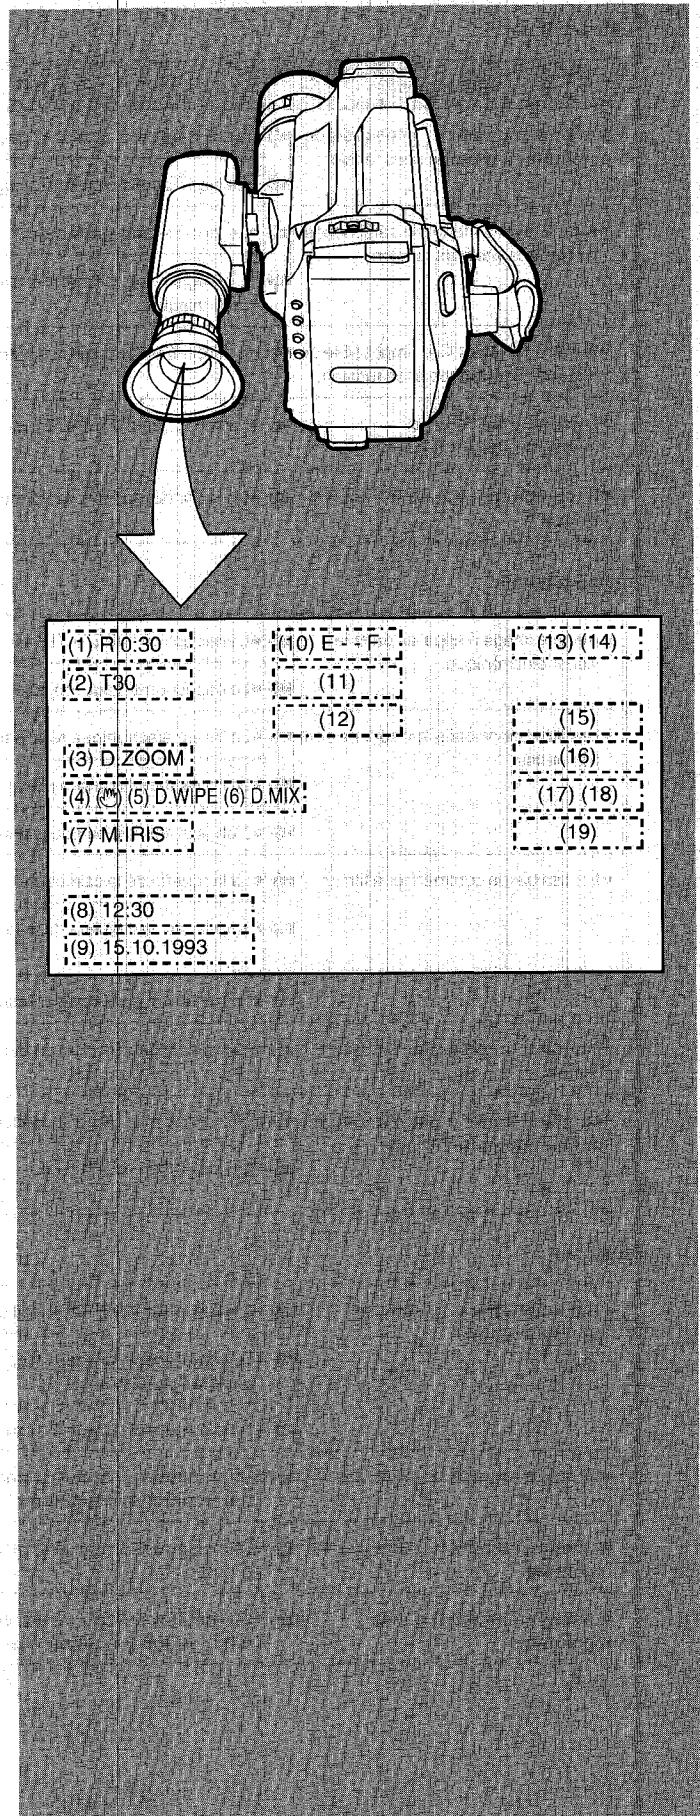 (1) R 0:30 (10) E - - F (13) (14)
(2) T30 (11)
(12) (15)
(3) D.ZOOM (16)
(4) (5) D.WIPE (6) D.MIX (17) (18)
(7) M.IRIS (19)
(8) 12:30
(9) 15.10.1993